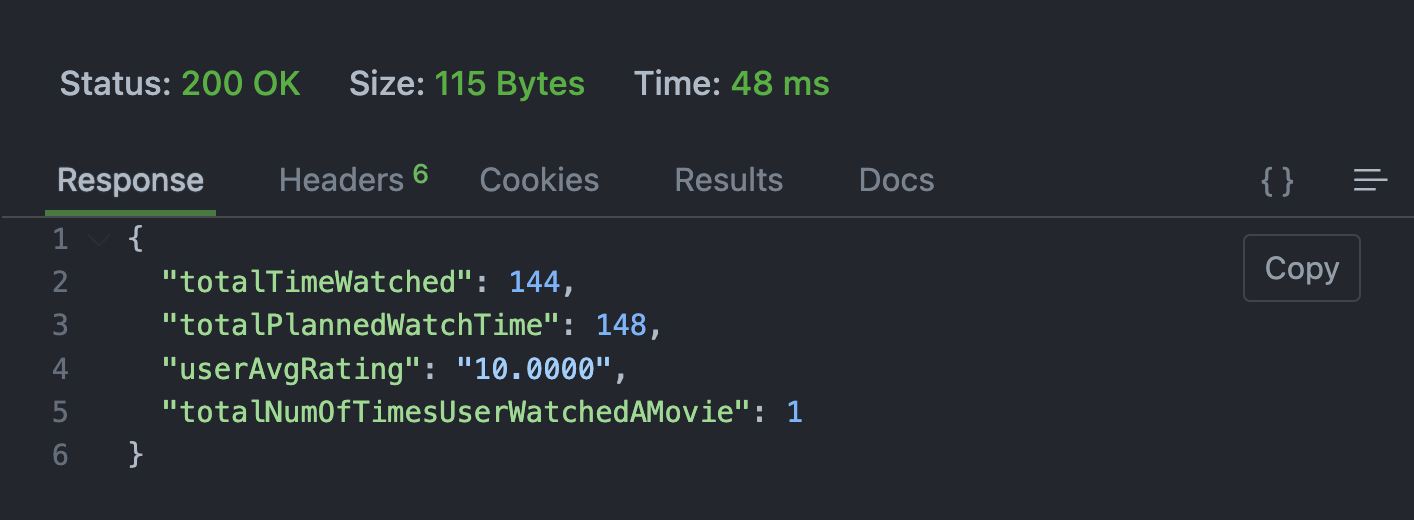 Status: 200 OK Size: 115 Bytes Time: 48 ms
Response Headers 6 Cookies Results Docs { }
1 {
Copy
2 "totalTimeWatched": 144,
3 "totalPlannedWatchTime": 148,
4 "userAvgRating": "10.0000",
5 "totalNumOfTimesUserWatchedAMovie": 1
6 }